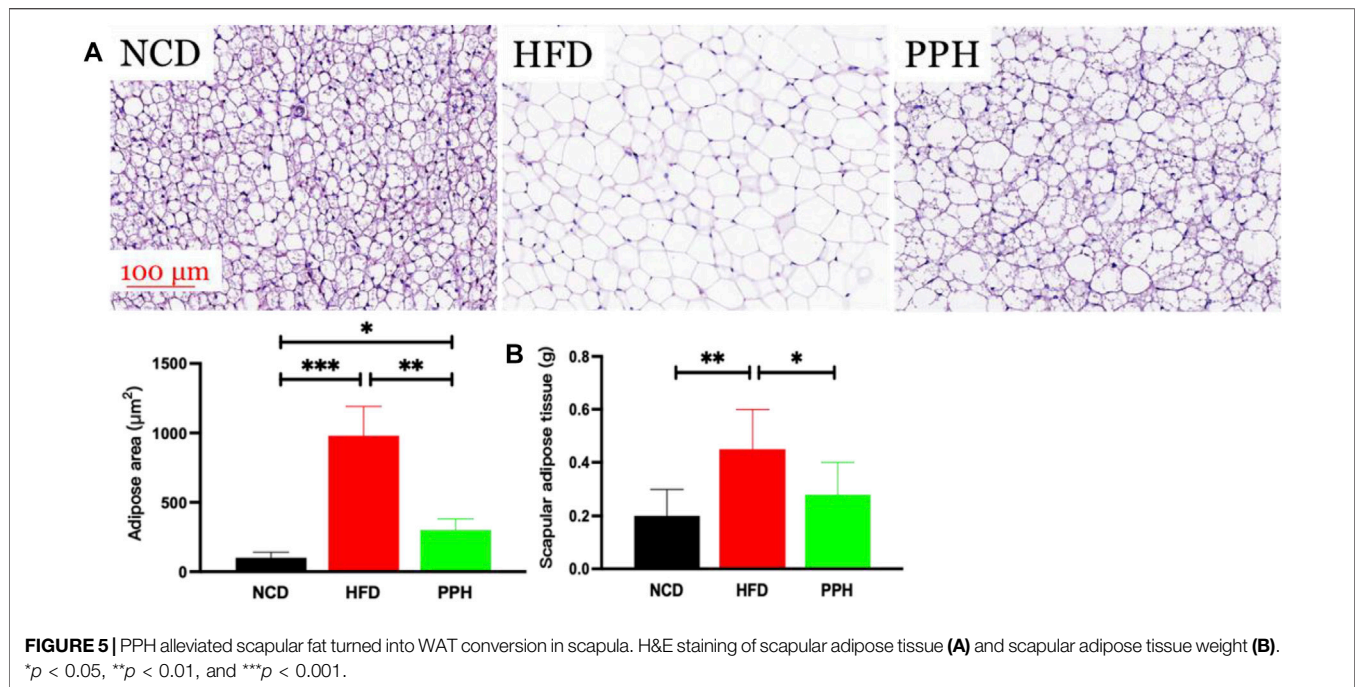 A
NCD
HFD
PPH
100 µm
Adipose area (µm²)
1500
1000
500
0
*
***
**
NCD
HFD
PPH
B
Scapular adipose tissue (g)
0.8
0.6
0.4
0.2
0.0
**
*
NCD
HFD
PPH
FIGURE 5 | PPH alleviated scapular fat turned into WAT conversion in scapula. H&E staining of scapular adipose tissue (A) and scapular adipose tissue weight (B).
*p < 0.05, **p < 0.01, and ***p < 0.001.